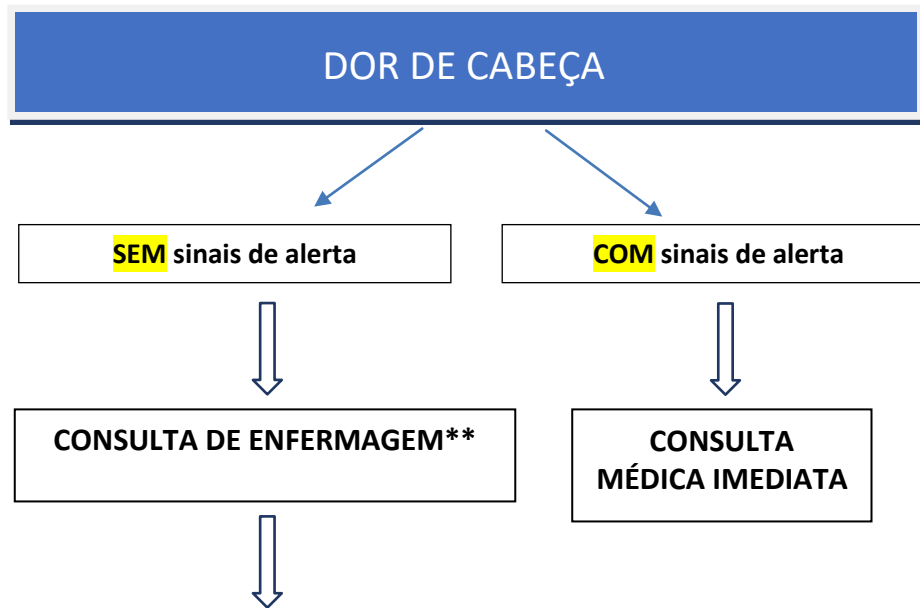 DOR DE CABEÇA
SEM sinais de alerta
COM sinais de alerta
CONSULTA DE ENFERMAGEM**
CONSULTA
MÉDICA IMEDIATA